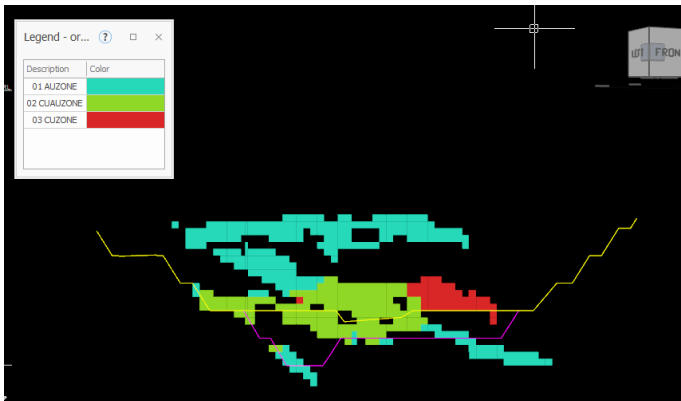 Legend - or... ?
Description Color
01 AUZONE
02 CUAUZONE
03 CUZONE
FRON